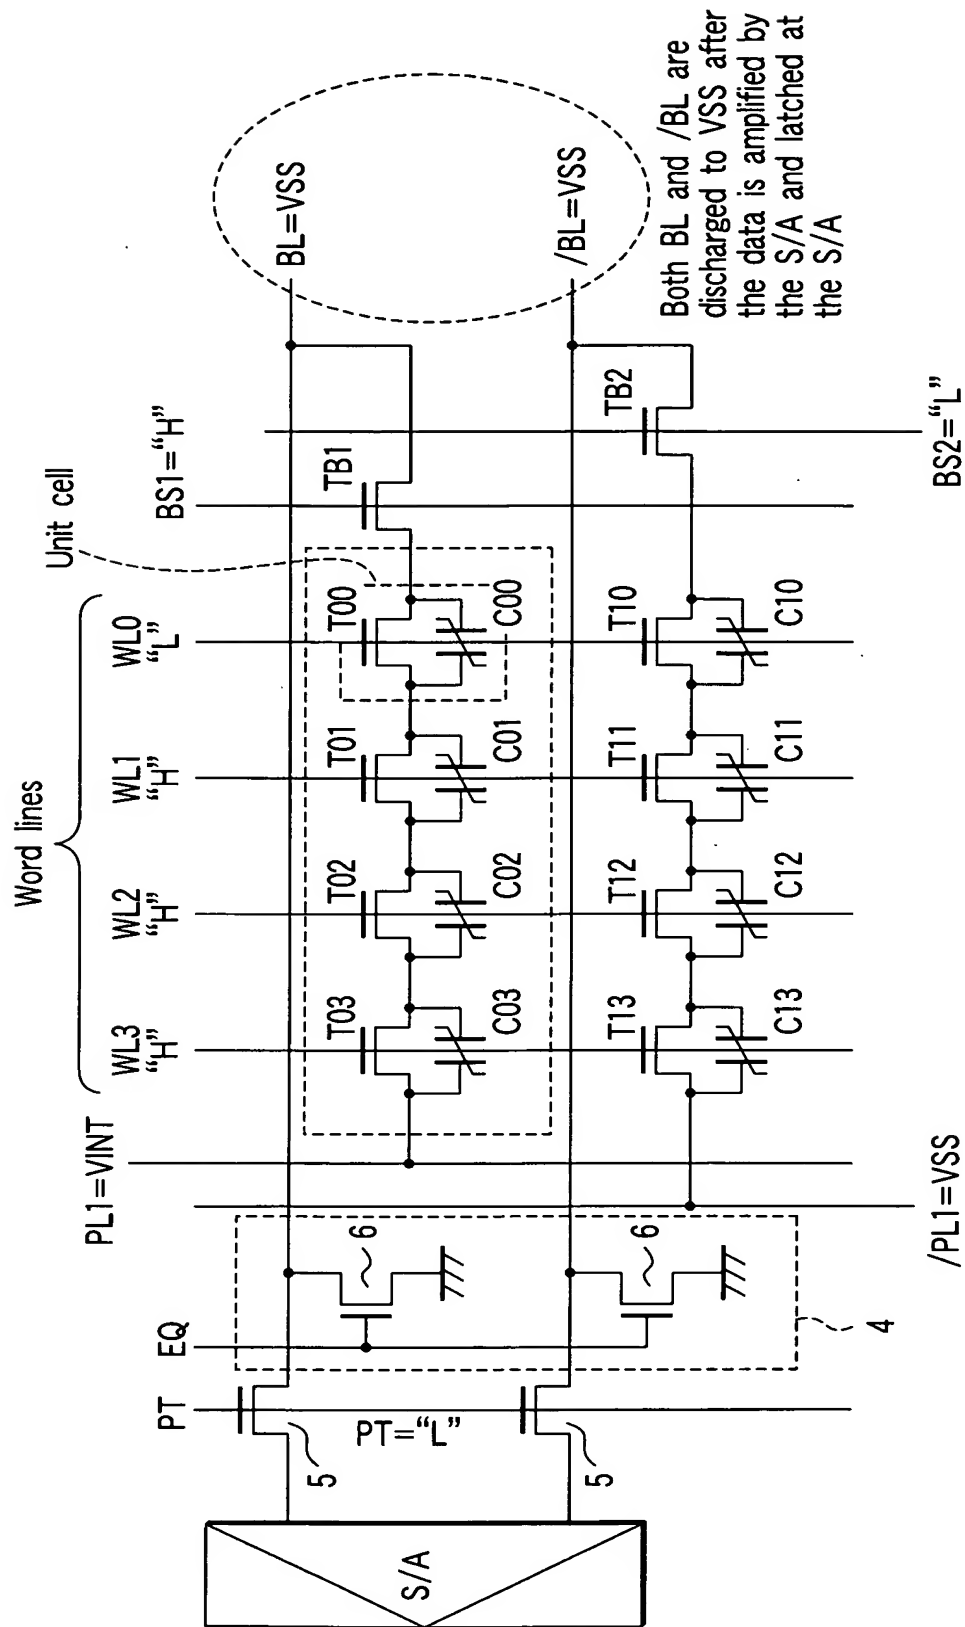 Word lines
Unit cell
PL1=VINT
WL3
"H"
WL2
"H"
WL1
"H"
WL0
"L"
BS1="H"
PT
EQ
T03
T02
T01
T00
TB1
BL=VSS
C03
C02
C01
C00
5
PT="L"
6
S/A
/BL=VSS
6
T13
T12
T11
T10
TB2
C13
C12
C11
C10
5
4
/PL1=VSS
BS2="L"
Both BL and /BL are
discharged to VSS after
the data is amplified by
the S/A and latched at
the S/A